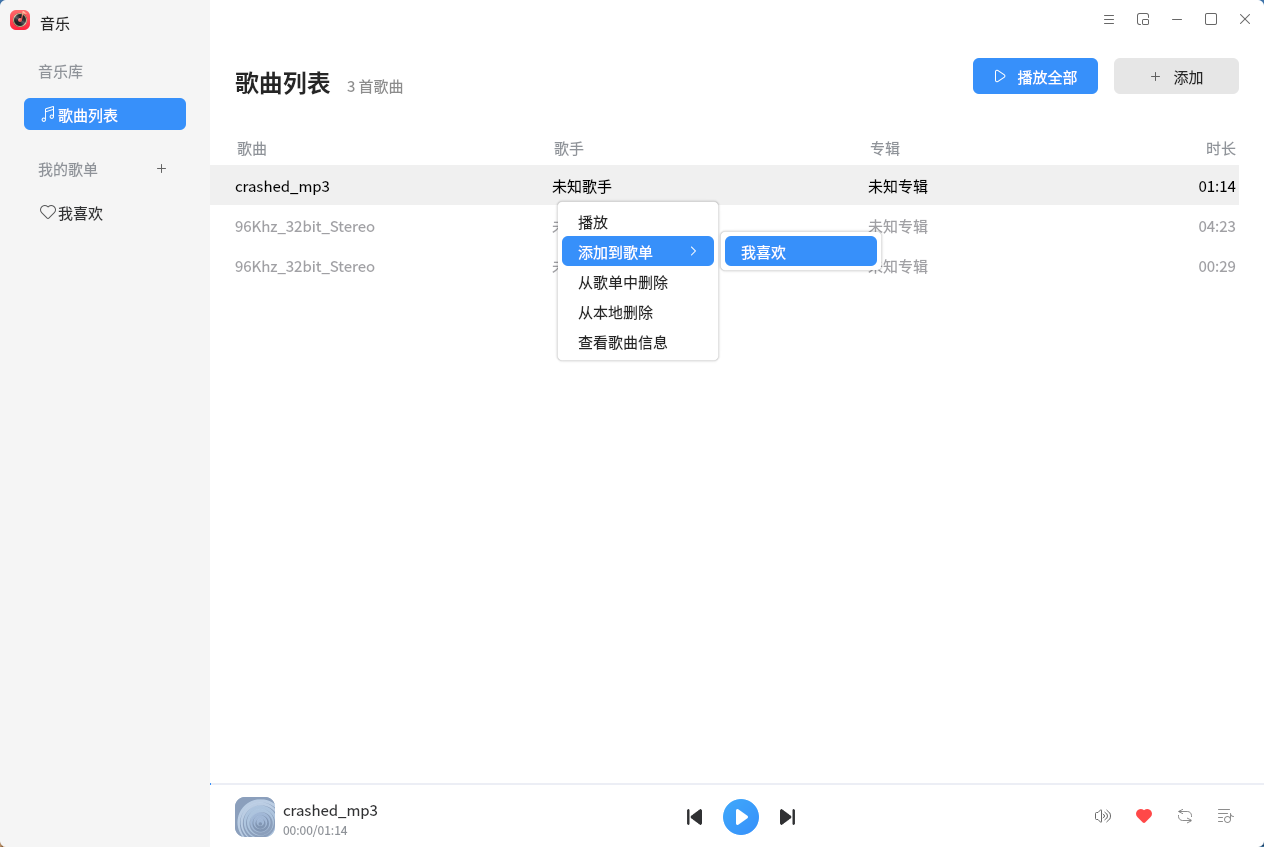 音乐
音乐库
歌曲列表
我的歌单
我喜欢
歌曲列表 3 首歌曲
播放全部
添加
歌曲 歌手 专辑 时长
crashed_mp3 未知歌手 未知专辑 01:14
96Khz_32bit_Stereo 未知专辑 04:23
96Khz_32bit_Stereo 未知专辑 00:29
播放
添加到歌单
从歌单中删除
从本地删除
查看歌曲信息
我喜欢
crashed_mp3
00:00/01:14